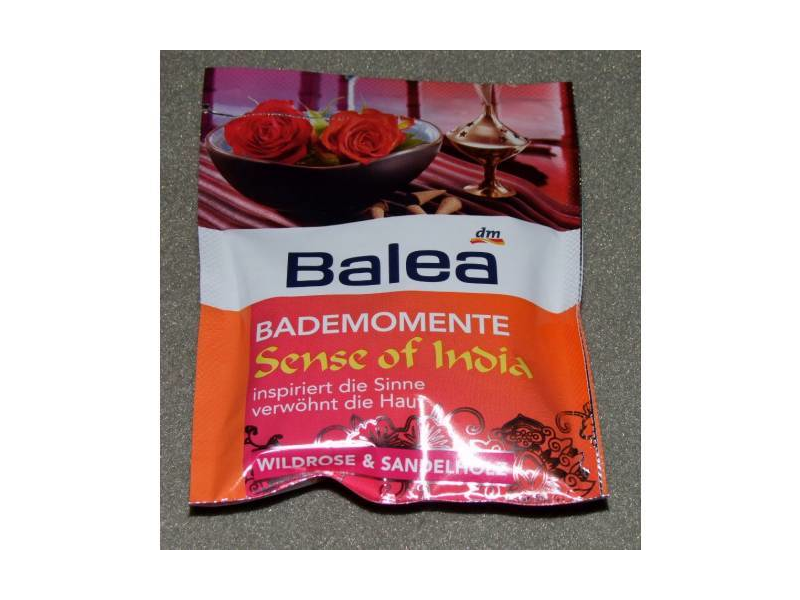 dm
Balea
BADEMOMENTE
Sense of India
inspiriert die Sinne
verwöhnt die Haut
WILDROSE & SANDELHOLZ